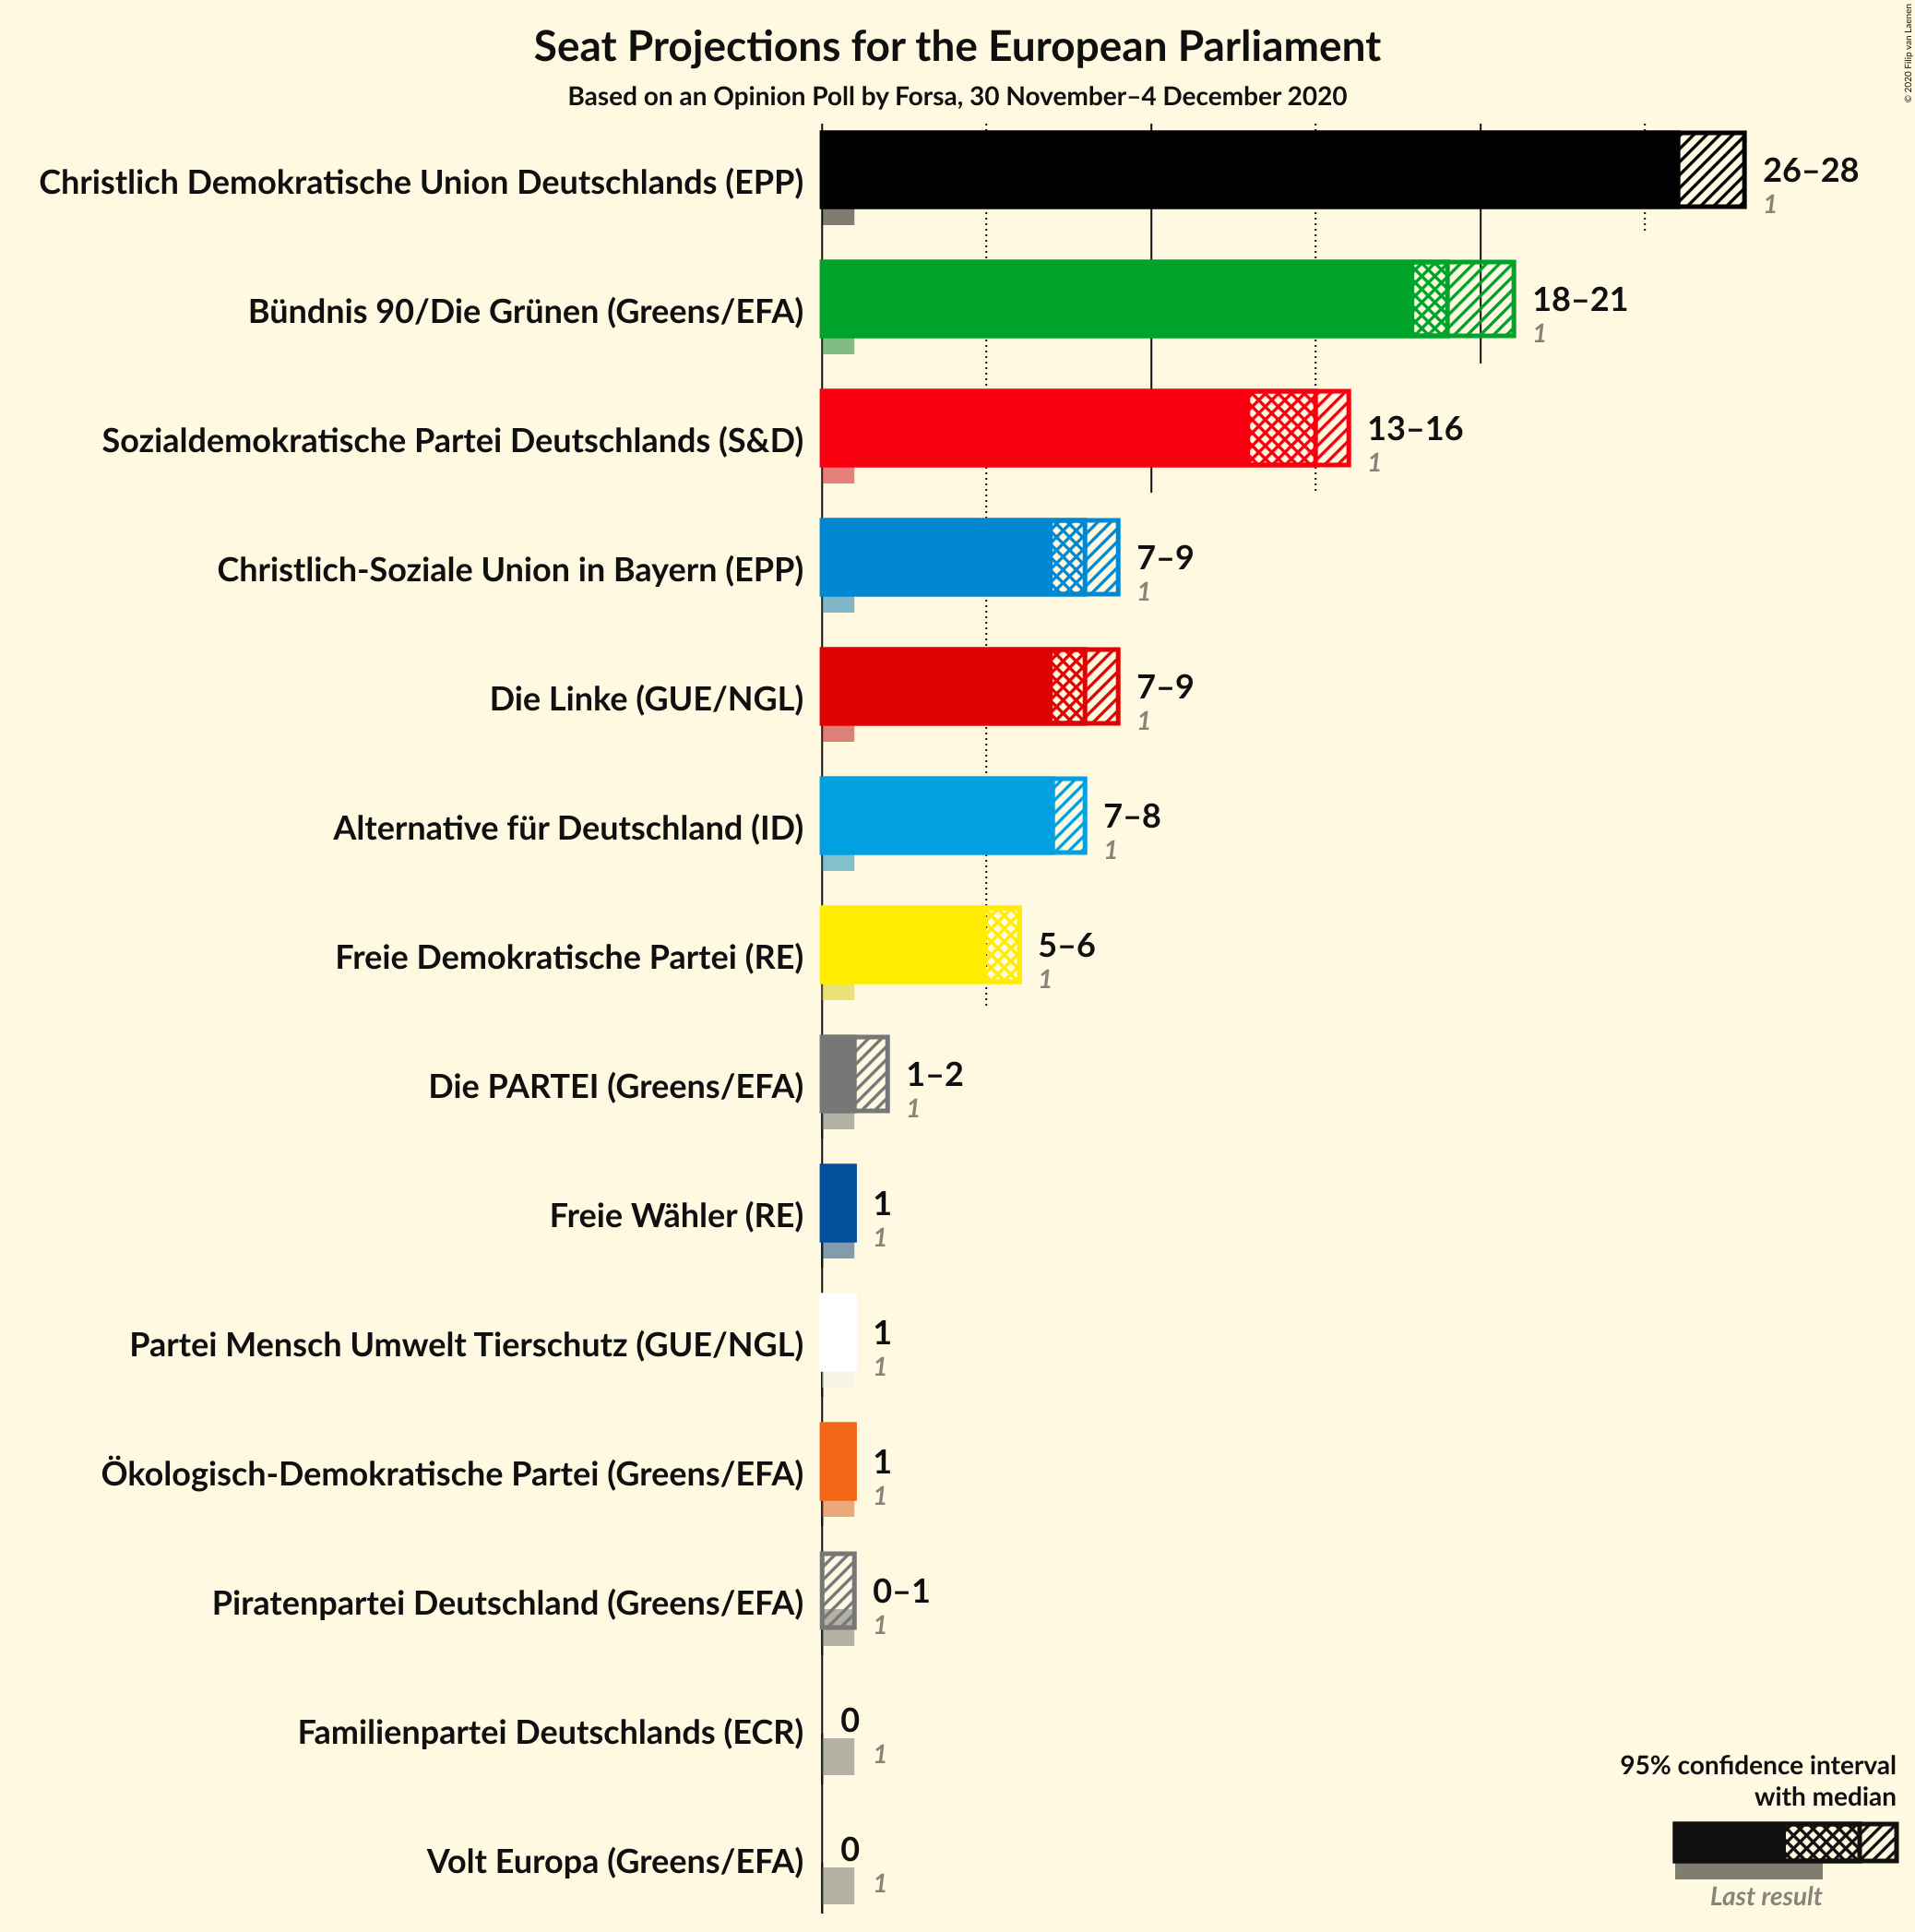 Seat Projections for the European Parliament
Based on an Opinion Poll by Forsa, 30 November–4 December 2020
© 2020 Filip van Laenen
Christlich Demokratische Union Deutschlands (EPP)
26–28
1
Bündnis 90/Die Grünen (Greens/EFA)
18–21
1
Sozialdemokratische Partei Deutschlands (S&D)
13–16
1
Christlich-Soziale Union in Bayern (EPP)
7–9
1
Die Linke (GUE/NGL)
7–9
1
Alternative für Deutschland (ID)
7–8
1
Freie Demokratische Partei (RE)
5–6
1
Die PARTEI (Greens/EFA)
1–2
1
Freie Wähler (RE)
1
1
Partei Mensch Umwelt Tierschutz (GUE/NGL)
1
1
Ökologisch-Demokratische Partei (Greens/EFA)
1
1
Piratenpartei Deutschland (Greens/EFA)
0–1
1
Familienpartei Deutschlands (ECR)
0
1
Volt Europa (Greens/EFA)
0
1
95% confidence interval
with median
Last result